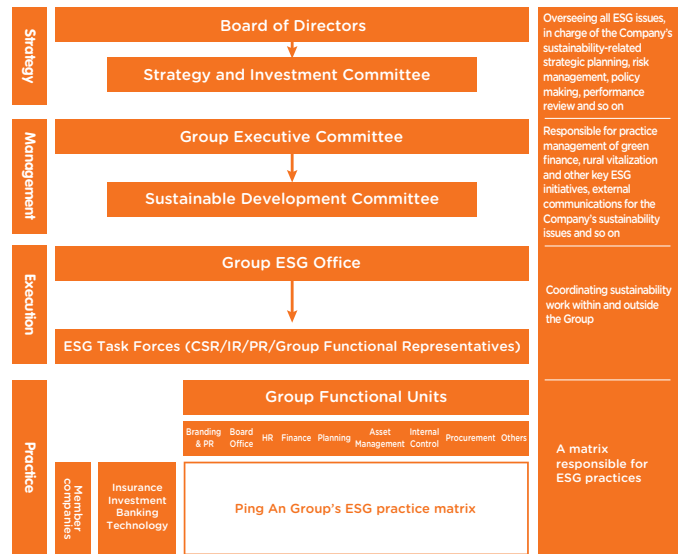 Strategy
Board of Directors
Strategy and Investment Committee
Overseeing all ESG issues,
in charge of the Company's
sustainability-related
strategic planning, risk
management, policy
making, performance
review and so on
Management
Group Executive Committee
Sustainable Development Committee
Responsible for practice
management of green
finance, rural vitalization
and other key ESG
initiatives, external
communications for the
Company's sustainability
issues and so on
Execution
Group ESG Office
ESG Task Forces (CSR/IR/PR/Group Functional Representatives)
Coordinating sustainability
work within and outside
the Group
Practice
Group Functional Units
Branding
& PR
Board
Office
HR
Finance
Planning
Asset
Management
Internal
Control
Procurement
Others
Member
companies
Insurance
Investment
Banking
Technology
Ping An Group's ESG practice matrix
A matrix
responsible for
ESG practices